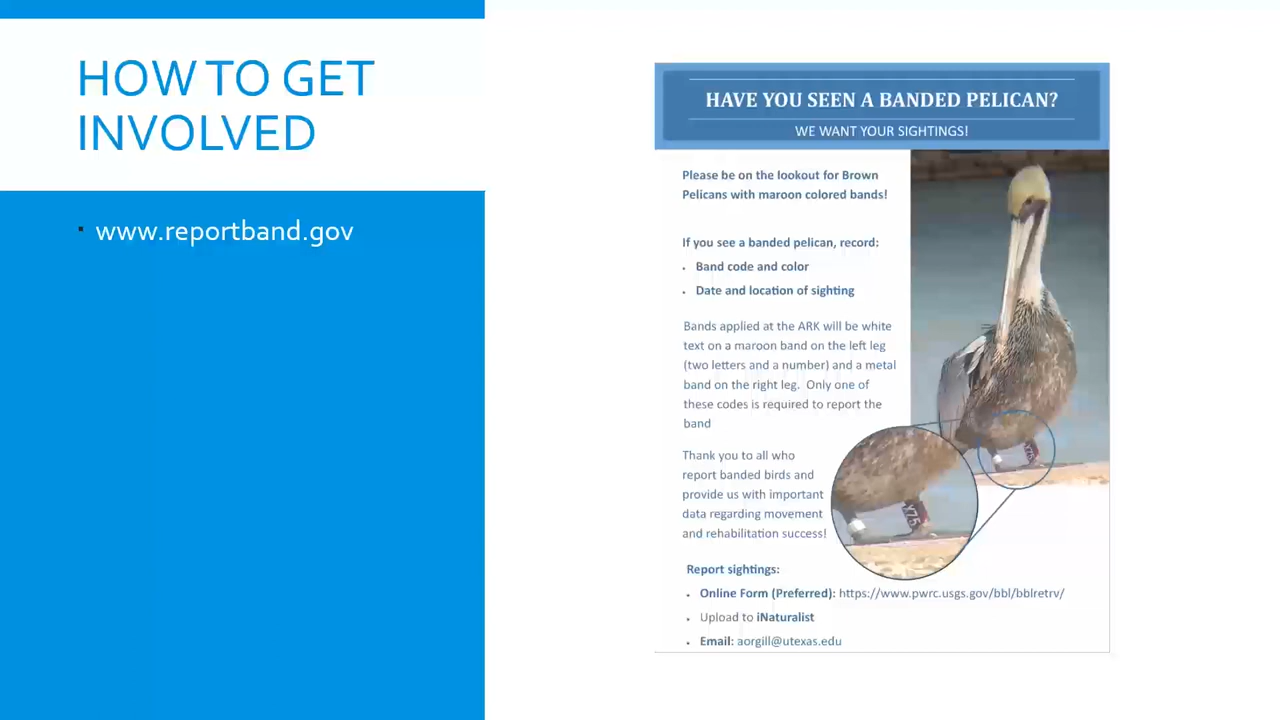 HOW TO GET
INVOLVED
www.reportband.gov
HAVE YOU SEEN A BANDED PELICAN?
WE WANT YOUR SIGHTINGS!
Please be on the lookout for Brown
Pelicans with maroon colored bands!
If you see a banded pelican, record:
• Band code and color
• Date and location of sighting
Bands applied at the ARK will be white
text on a maroon band on the left leg
(two letters and a number) and a metal
band on the right leg. Only one of
these codes is required to report the
band
Thank you to all who
report banded birds and
provide us with important
data regarding movement
and rehabilitation success!
X75
Report sightings:
• Online Form (Preferred): https://www.pwrc.usgs.gov/bbl/bblretrv/
• Upload to iNaturalist
• Email: aorgill@utexas.edu